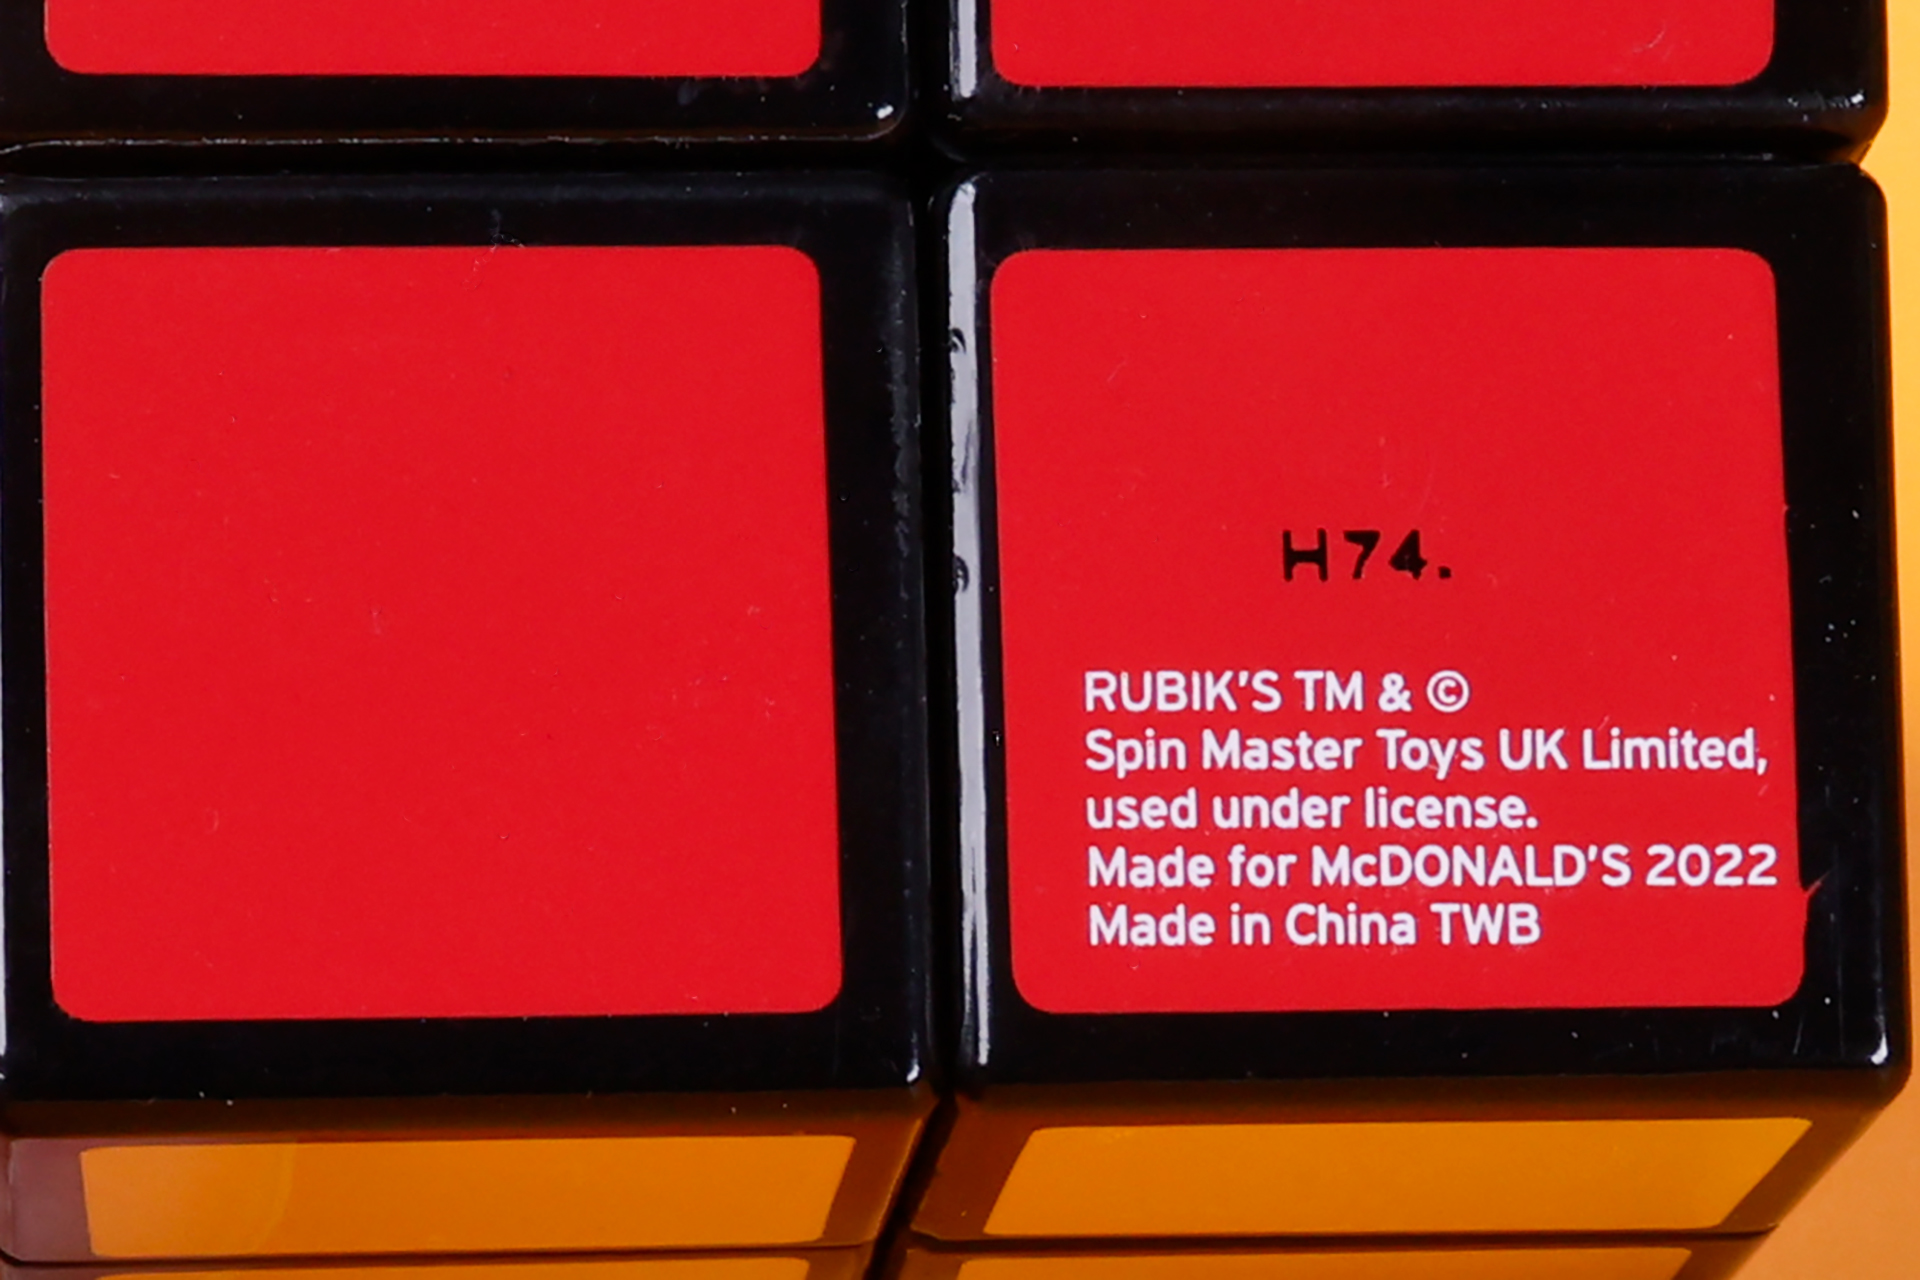 H74.
RUBIK'S TM & ©
Spin Master Toys UK Limited,
used under license.
Made for McDONALD'S 2022
Made in China TWB